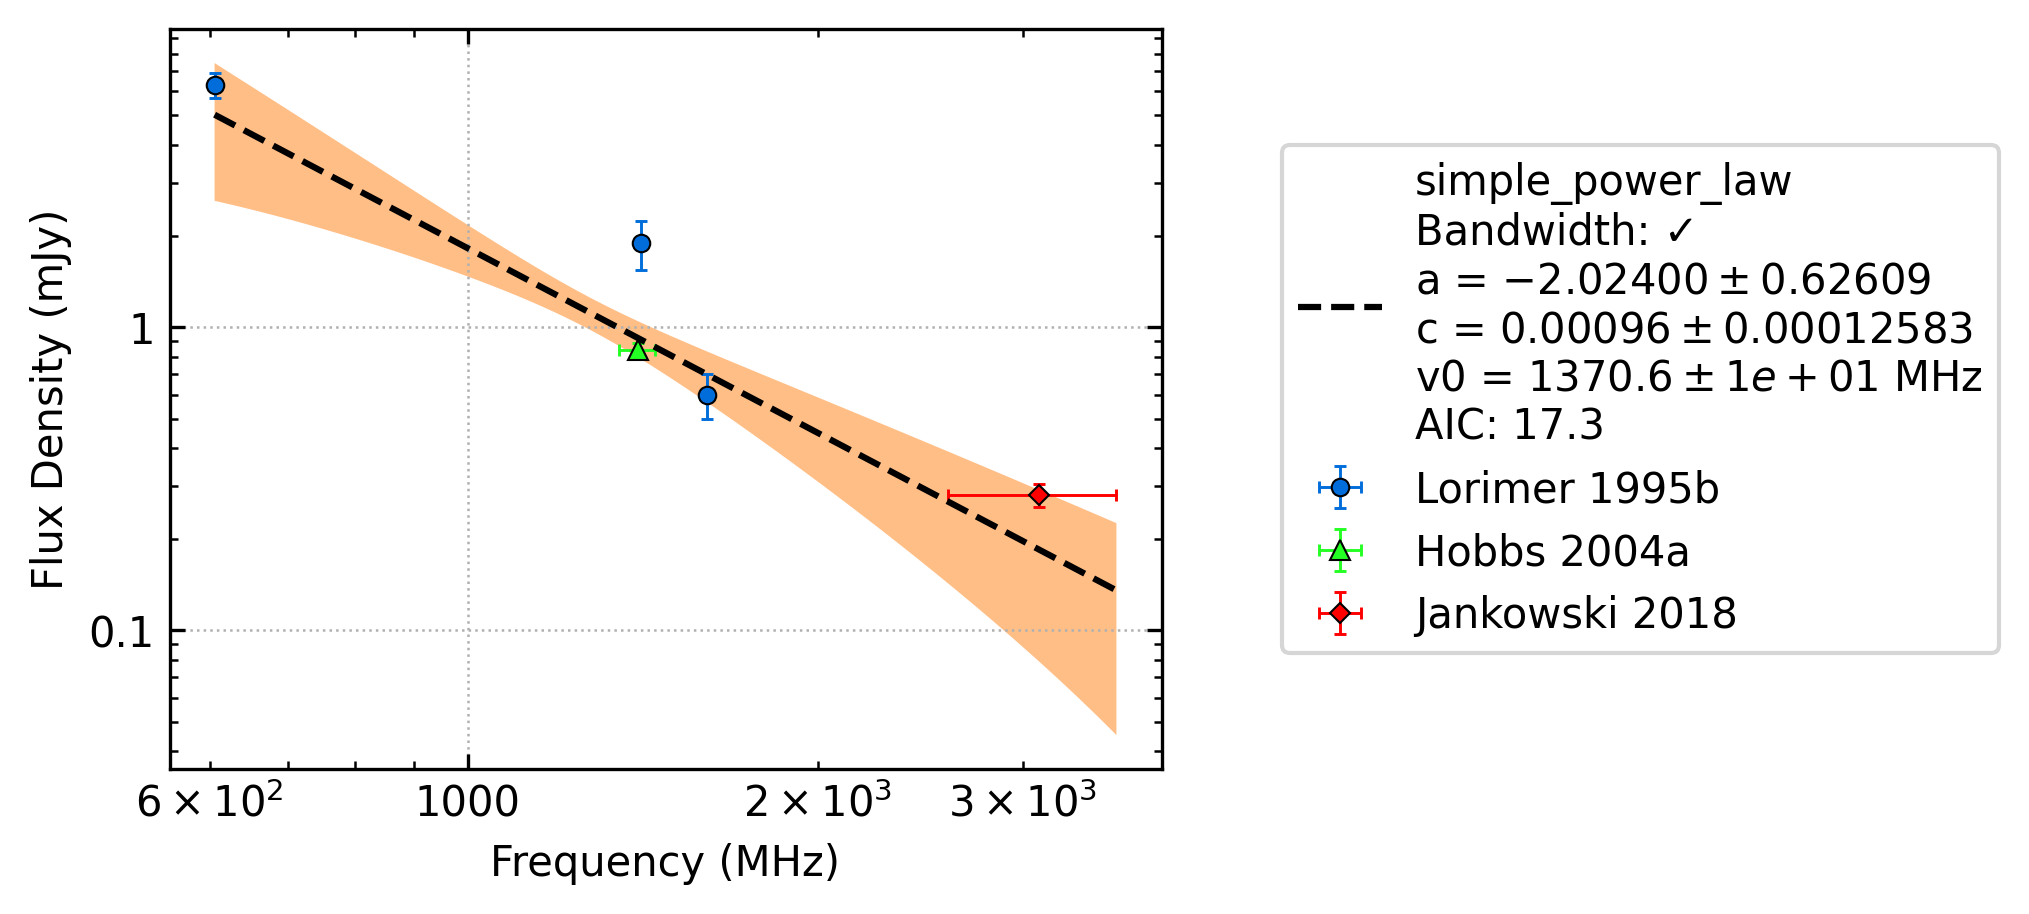 Flux Density (mJy)
1
0.1
6 × 10²
1000
2 × 10³
3 × 10³
Frequency (MHz)
simple_power_law
Bandwidth: ✓
a = −2.02400 ± 0.62609
c = 0.00096 ± 0.00012583
v0 = 1370.6 ± 1e + 01 MHz
AIC: 17.3
Lorimer 1995b
Hobbs 2004a
Jankowski 2018